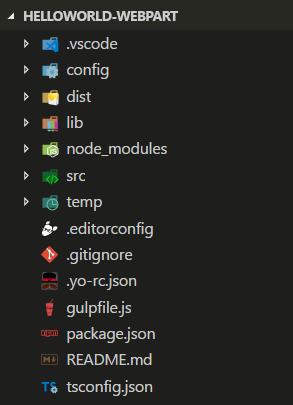 HELLOWORLD-WEBPART
.vscode
config
dist
lib
node_modules
src
temp
.editorconfig
.gitignore
.yo-rc.json
gulpfile.js
package.json
README.md
TS tsconfig.json